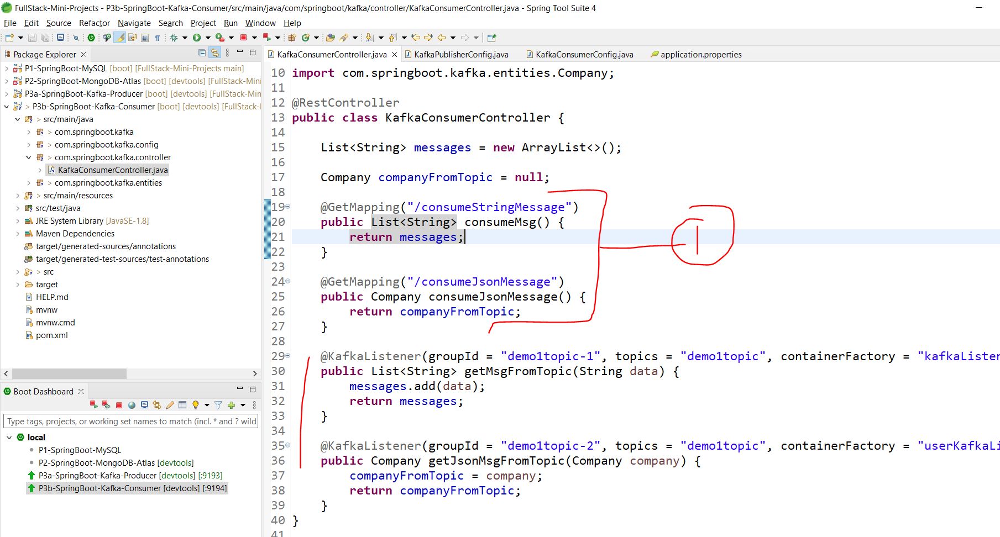 FullStack-Mini-Projects - P3b-SpringBoot-Kafka-Consumer/src/main/java/com/springboot/kafka/controller/KafkaConsumerController.java - Spring Tool Suite 4
File Edit Source Refactor Navigate Search Project Run Window Help
Package Explorer
P1-SpringBoot-MySQL [boot] [FullStack-Mini-Projects main]
P2-SpringBoot-MongoDB-Atlas [boot] [devtools] [FullStack-Mini
P3a-SpringBoot-Kafka-Producer [boot] [devtools] [FullStack-Min
> P3b-SpringBoot-Kafka-Consumer [boot] [devtools] [FullStack-
> src/main/java
> com.springboot.kafka
> com.springboot.kafka.config
> com.springboot.kafka.controller
KafkaConsumerController.java
> com.springboot.kafka.entities
> src/main/resources
src/test/java
JRE System Library [JavaSE-1.8]
Maven Dependencies
target/generated-sources/annotations
target/generated-test-sources/test-annotations
> src
target
HELP.md
mvnw
mvnw.cmd
pom.xml
Boot Dashboard
Type tags, projects, or working set names to match (incl. * and ? wild
local
P1-SpringBoot-MySQL
P2-SpringBoot-MongoDB-Atlas [devtools]
P3a-SpringBoot-Kafka-Producer [devtools] [:9193]
P3b-SpringBoot-Kafka-Consumer [devtools] [:9194]
KafkaConsumerController.java KafkaPublisherConfig.java KafkaConsumerConfig.java application.properties
10 import com.springboot.kafka.entities.Company;
11
12 @RestController
13 public class KafkaConsumerController {
14
15 List<String> messages = new ArrayList<>();
16
17 Company companyFromTopic = null;
18
19 @GetMapping("/consumeStringMessage")
20 public List<String> consumeMsg() {
21 return messages;
22 }
23
24 @GetMapping("/consumeJsonMessage")
25 public Company consumeJsonMessage() {
26 return companyFromTopic;
27 }
28
29 @KafkaListener(groupId = "demo1topic-1", topics = "demo1topic", containerFactory = "kafkaListen
30 public List<String> getMsgFromTopic(String data) {
31 messages.add(data);
32 return messages;
33 }
34
35 @KafkaListener(groupId = "demo1topic-2", topics = "demo1topic", containerFactory = "userKafkaLi
36 public Company getJsonMsgFromTopic(Company company) {
37 companyFromTopic = company;
38 return companyFromTopic;
39 }
40 }
41
1